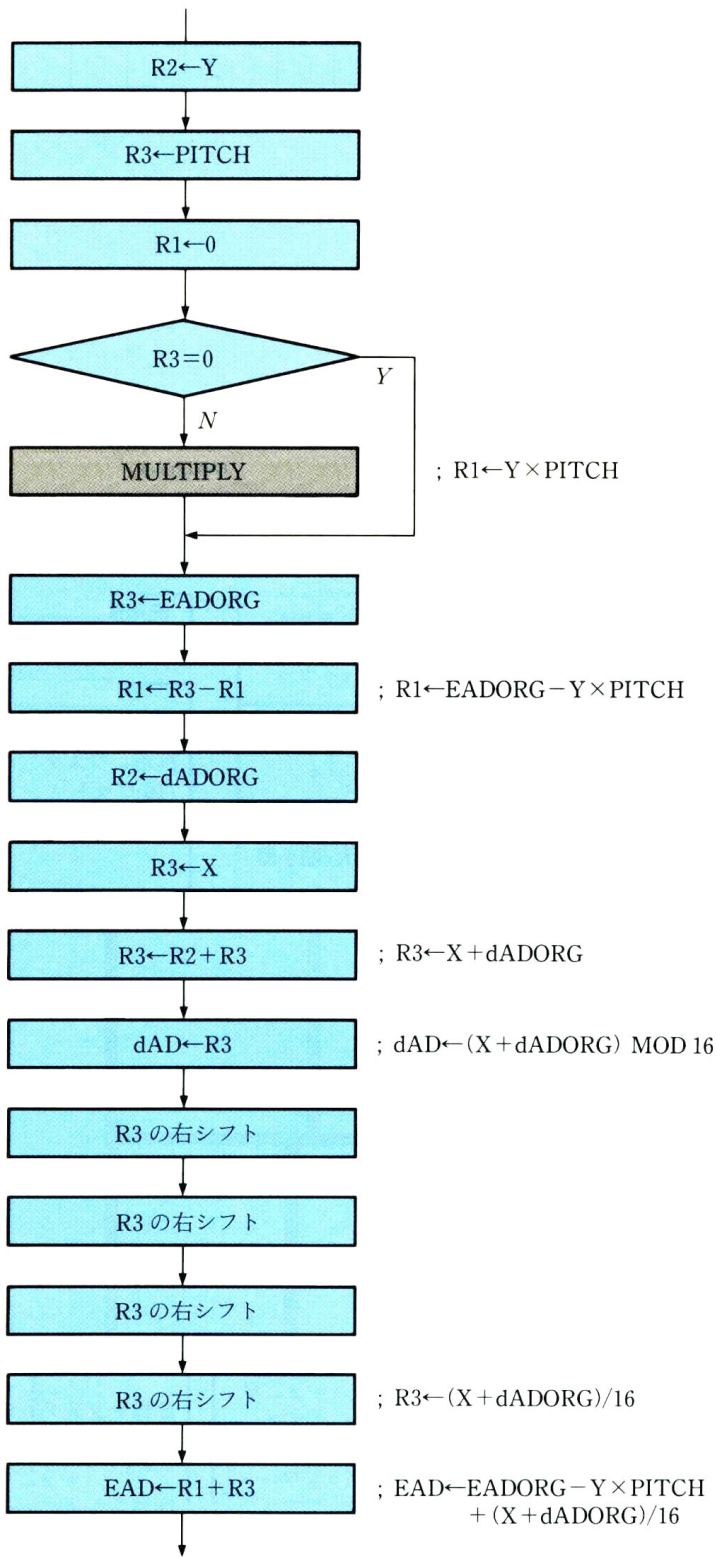 R2←Y
R3←PITCH
R1←0
R3=0
Y
N
MULTIPLY
; R1←Y×PITCH
R3←EADORG
R1←R3−R1
; R1←EADORG−Y×PITCH
R2←dADORG
R3←X
R3←R2+R3
; R3←X+dADORG
dAD←R3
; dAD←(X+dADORG) MOD 16
R3 の右シフト
R3 の右シフト
R3 の右シフト
R3 の右シフト
; R3←(X+dADORG)/16
EAD←R1+R3
; EAD←EADORG−Y×PITCH
+(X+dADORG)/16